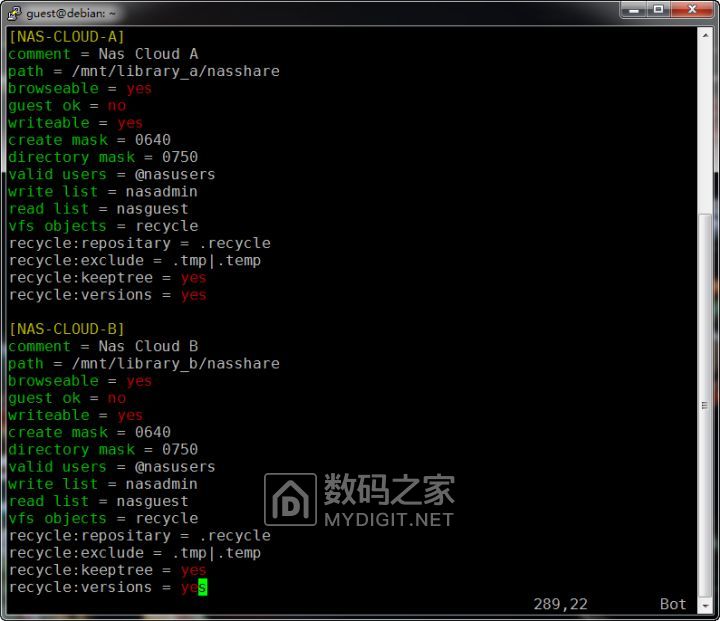 guest@debian: ~
[NAS-CLOUD-A]
comment = Nas Cloud A
path = /mnt/library_a/nasshare
browseable = yes
guest ok = no
writeable = yes
create mask = 0640
directory mask = 0750
valid users = @nasusers
write list = nasadmin
read list = nasguest
vfs objects = recycle
recycle:repositary = .recycle
recycle:exclude = .tmp|.temp
recycle:keeptree = yes
recycle:versions = yes
[NAS-CLOUD-B]
comment = Nas Cloud B
path = /mnt/library_b/nasshare
browseable = yes
guest ok = no
writeable = yes
create mask = 0640
directory mask = 0750
valid users = @nasusers
write list = nasadmin
read list = nasguest
vfs objects = recycle
recycle:repositary = .recycle
recycle:exclude = .tmp|.temp
recycle:keeptree = yes
recycle:versions = yes
数码之家
MYDIGIT.NET
289,22 Bot